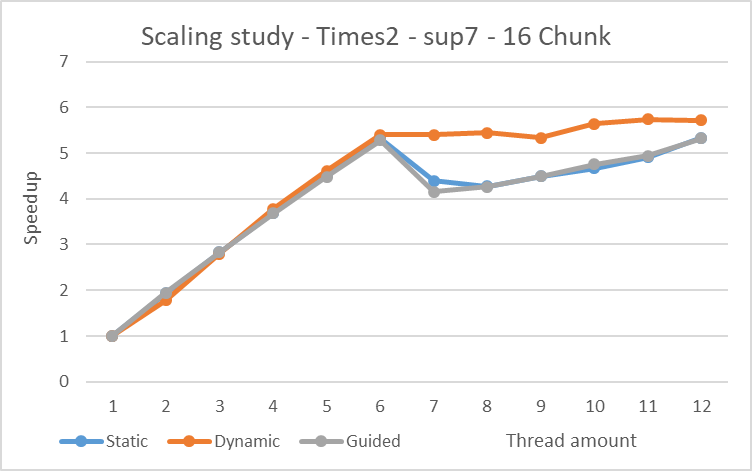 Scaling study - Times2 - sup7 - 16 Chunk
7
6
5
4
3
2
1
0
Speedup
1 2 3 4 5 6 7 8 9 10 11 12
Static Dynamic Guided Thread amount